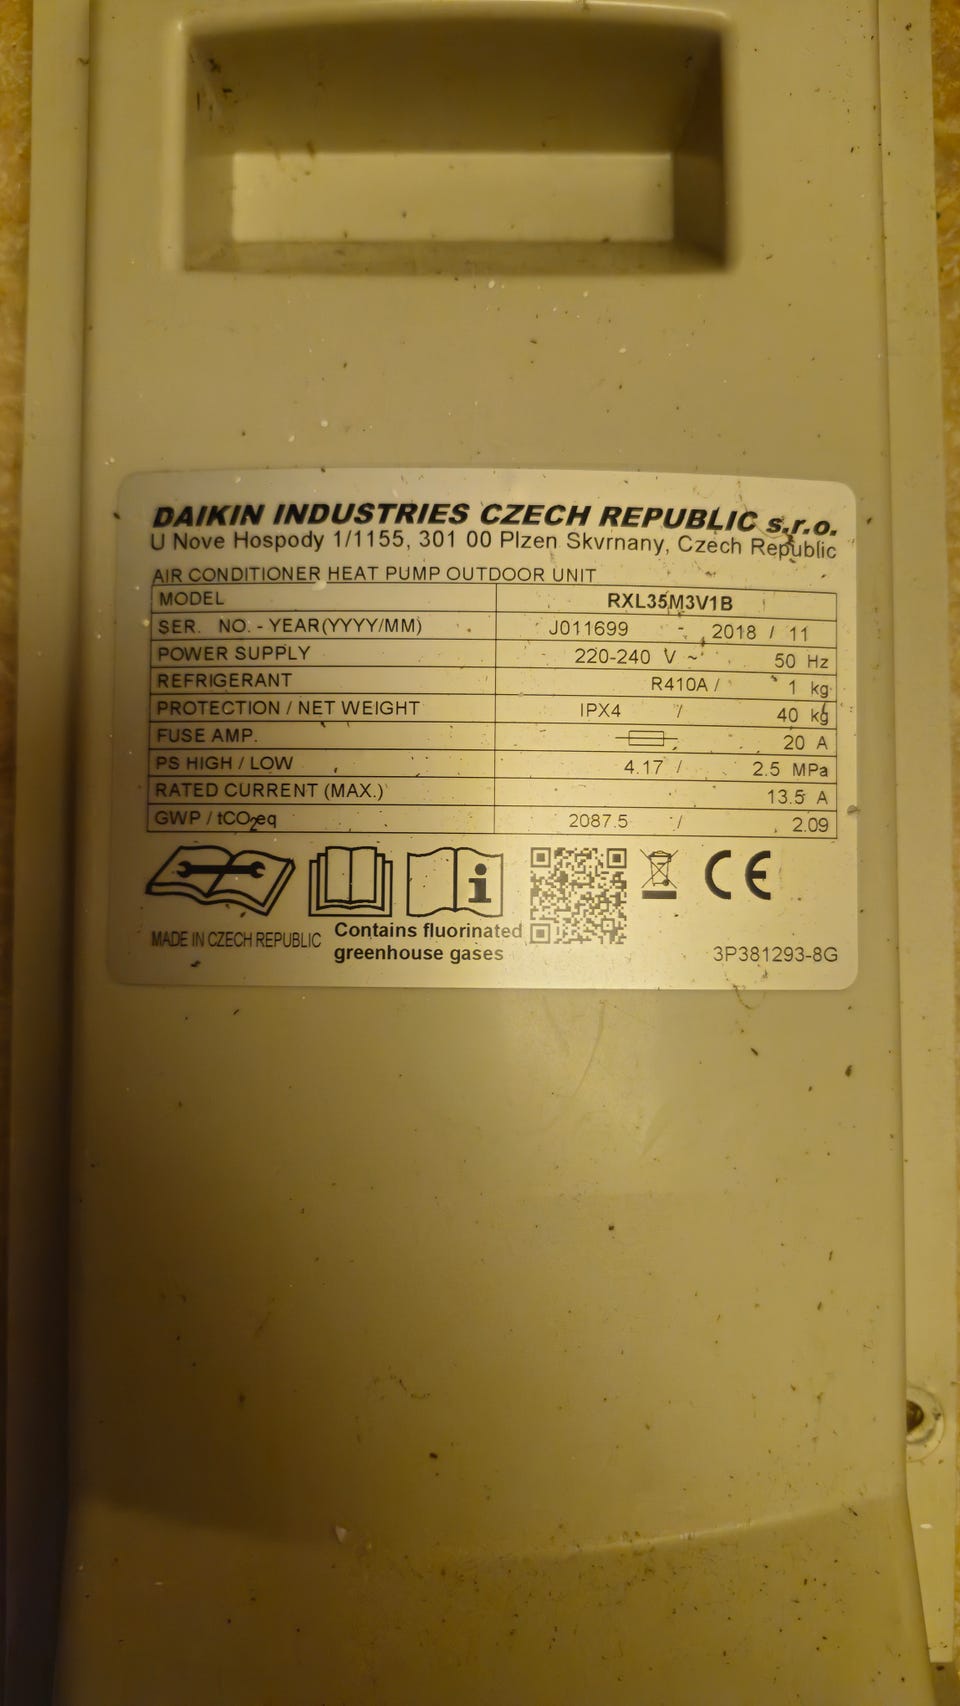 DAIKIN INDUSTRIES CZECH REPUBLIC s.r.o.
U Nove Hospody 1/1155, 301 00 Plzen Skvrnany, Czech Republic
AIR CONDITIONER HEAT PUMP OUTDOOR UNIT
MODEL RXL35M3V1B
SER. NO. - YEAR(YYYY/MM) J011699 - 2018 / 11
POWER SUPPLY 220-240 V ~ 50 Hz
REFRIGERANT R410A / 1 kg
PROTECTION / NET WEIGHT IPX4 / 40 kg
FUSE AMP. 20 A
PS HIGH / LOW 4.17 / 2.5 MPa
RATED CURRENT (MAX.) 13.5 A
GWP / tCO2eq 2087.5 / 2.09
CE
MADE IN CZECH REPUBLIC
Contains fluorinated
greenhouse gases
3P381293-8G